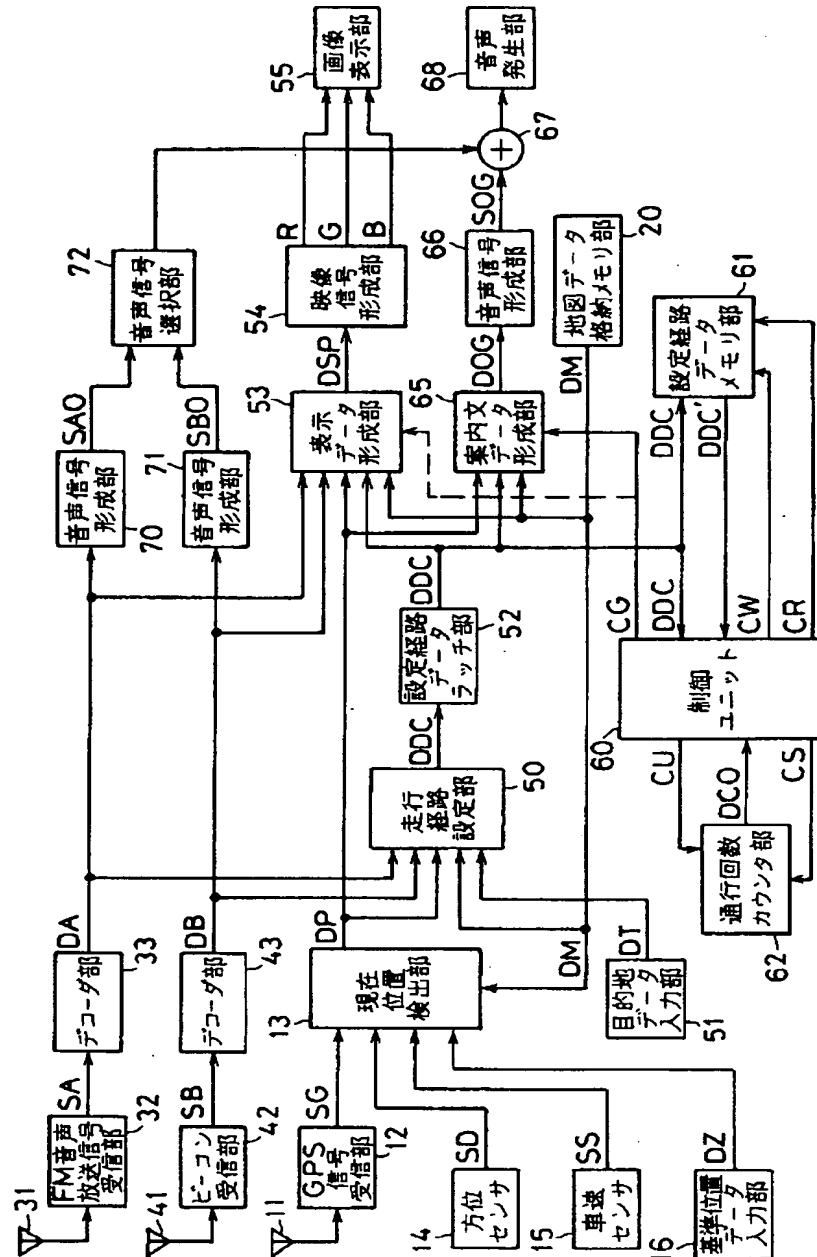 31
FM音声
放送信号
受信部
32
SA
デコーダ部
33
DA
41
ビーコン
受信部
42
SB
デコーダ部
43
DB
11
GPS
信号
受信部
12
SG
14
方位
センサ
SD
15
車速
センサ
SS
16
基準位置
データ
入力部
DZ
13
現在
位置
検出部
DP
DM
目的地
データ
入力部
51
DT
走行
経路
設定部
50
DDC
設定経路
データ
ラッチ部
52
DDC
音声信号
形成部
70
SAO
71
音声信号
形成部
SBO
72
音声信号
選択部
53
表示
データ
形成部
DSP
54
映像
信号
形成部
R
G
B
55
画像
表示部
65
案内文
データ
形成部
DOG
66
音声信号
形成部
SOG
67
68
音声
発生部
地図データ
格納メモリ部
20
DM
通行回数
カウンタ部
62
CU
DCO
CS
60
制御
ユニット
CG
DDC
CW
CR
DDC
DDC'
設定経路
データ
メモリ部
61